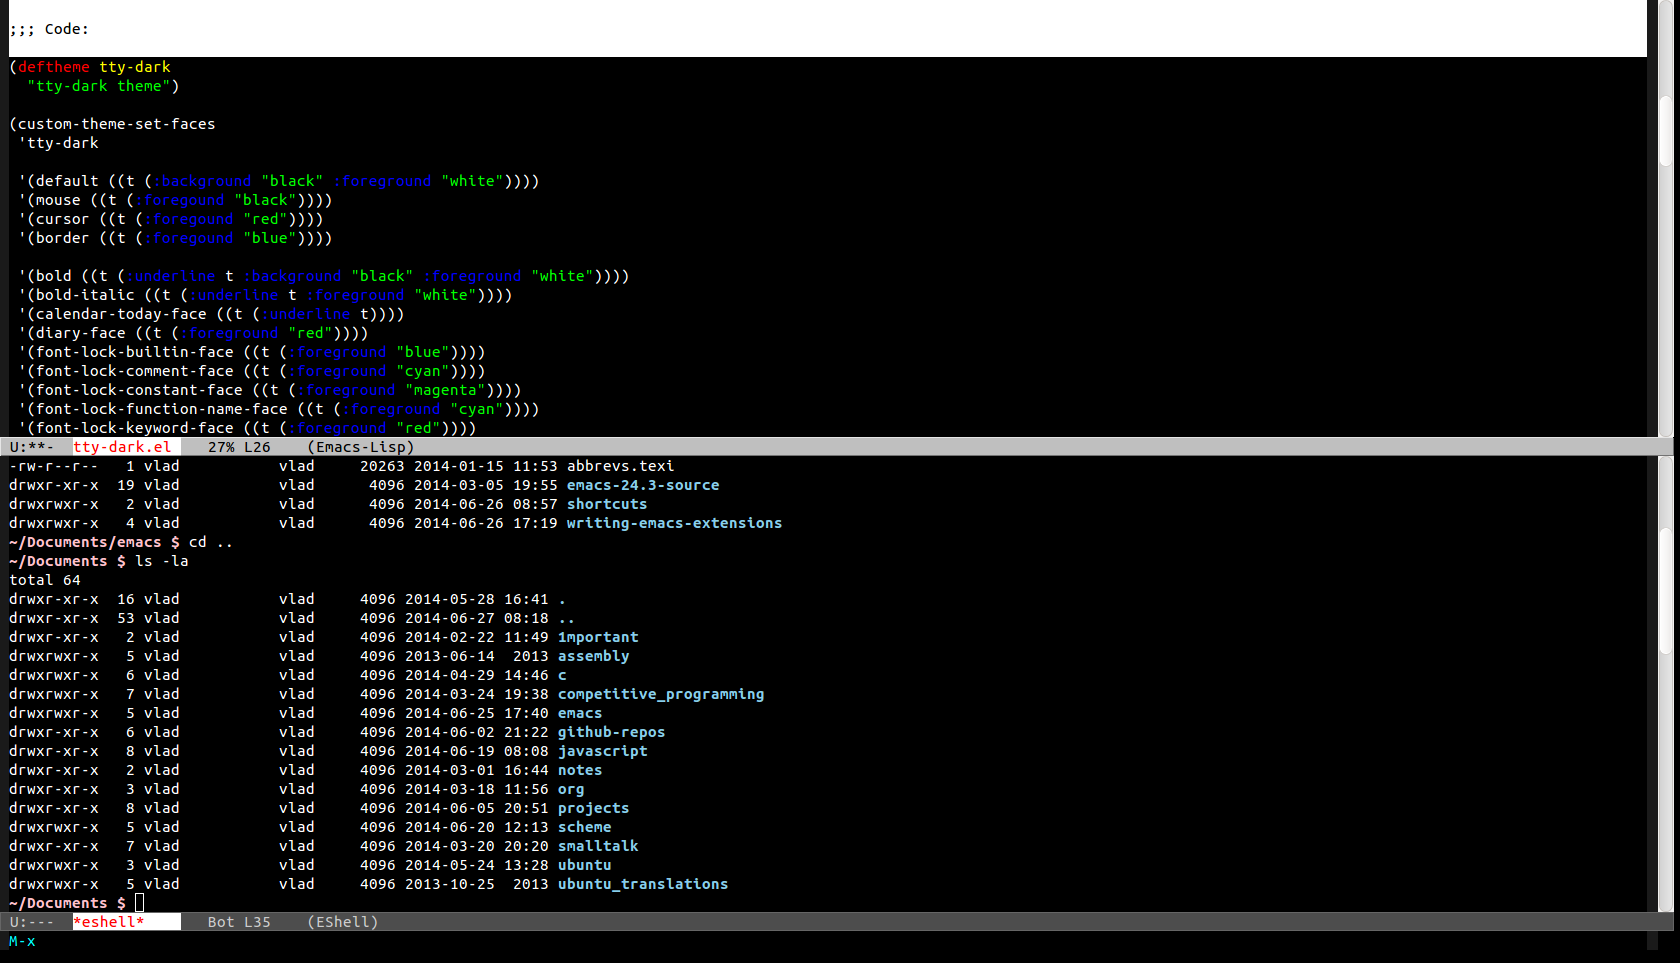 ;;; Code:
(deftheme tty-dark
  "tty-dark theme")
(custom-theme-set-faces
 'tty-dark
 '(default ((t (:background "black" :foreground "white"))))
 '(mouse ((t (:foregound "black"))))
 '(cursor ((t (:foregound "red"))))
 '(border ((t (:foregound "blue"))))
 '(bold ((t (:underline t :background "black" :foreground "white"))))
 '(bold-italic ((t (:underline t :foreground "white"))))
 '(calendar-today-face ((t (:underline t))))
 '(diary-face ((t (:foreground "red"))))
 '(font-lock-builtin-face ((t (:foreground "blue"))))
 '(font-lock-comment-face ((t (:foreground "cyan"))))
 '(font-lock-constant-face ((t (:foreground "magenta"))))
 '(font-lock-function-name-face ((t (:foreground "cyan"))))
 '(font-lock-keyword-face ((t (:foreground "red"))))
U:**-  tty-dark.el    27% L26    (Emacs-Lisp)
-rw-r--r--   1 vlad           vlad     20263 2014-01-15 11:53 abbrevs.texi
drwxr-xr-x  19 vlad           vlad      4096 2014-03-05 19:55 emacs-24.3-source
drwxrwxr-x   2 vlad           vlad      4096 2014-06-26 08:57 shortcuts
drwxrwxr-x   4 vlad           vlad      4096 2014-06-26 17:19 writing-emacs-extensions
~/Documents/emacs $ cd ..
~/Documents $ ls -la
total 64
drwxr-xr-x  16 vlad           vlad     4096 2014-05-28 16:41 .
drwxr-xr-x  53 vlad           vlad     4096 2014-06-27 08:18 ..
drwxr-xr-x   2 vlad           vlad     4096 2014-02-22 11:49 1mportant
drwxrwxr-x   5 vlad           vlad     4096 2013-06-14  2013 assembly
drwxrwxr-x   6 vlad           vlad     4096 2014-04-29 14:46 c
drwxrwxr-x   7 vlad           vlad     4096 2014-03-24 19:38 competitive_programming
drwxrwxr-x   5 vlad           vlad     4096 2014-06-25 17:40 emacs
drwxrwxr-x   6 vlad           vlad     4096 2014-06-02 21:22 github-repos
drwxr-xr-x   8 vlad           vlad     4096 2014-06-19 08:08 javascript
drwxr-xr-x   2 vlad           vlad     4096 2014-03-01 16:44 notes
drwxr-xr-x   3 vlad           vlad     4096 2014-03-18 11:56 org
drwxr-xr-x   8 vlad           vlad     4096 2014-06-05 20:51 projects
drwxrwxr-x   5 vlad           vlad     4096 2014-06-20 12:13 scheme
drwxr-xr-x   7 vlad           vlad     4096 2014-03-20 20:20 smalltalk
drwxrwxr-x   3 vlad           vlad     4096 2014-05-24 13:28 ubuntu
drwxrwxr-x   5 vlad           vlad     4096 2013-10-25  2013 ubuntu_translations
~/Documents $
U:---  *eshell*       Bot L35    (EShell)
M-x